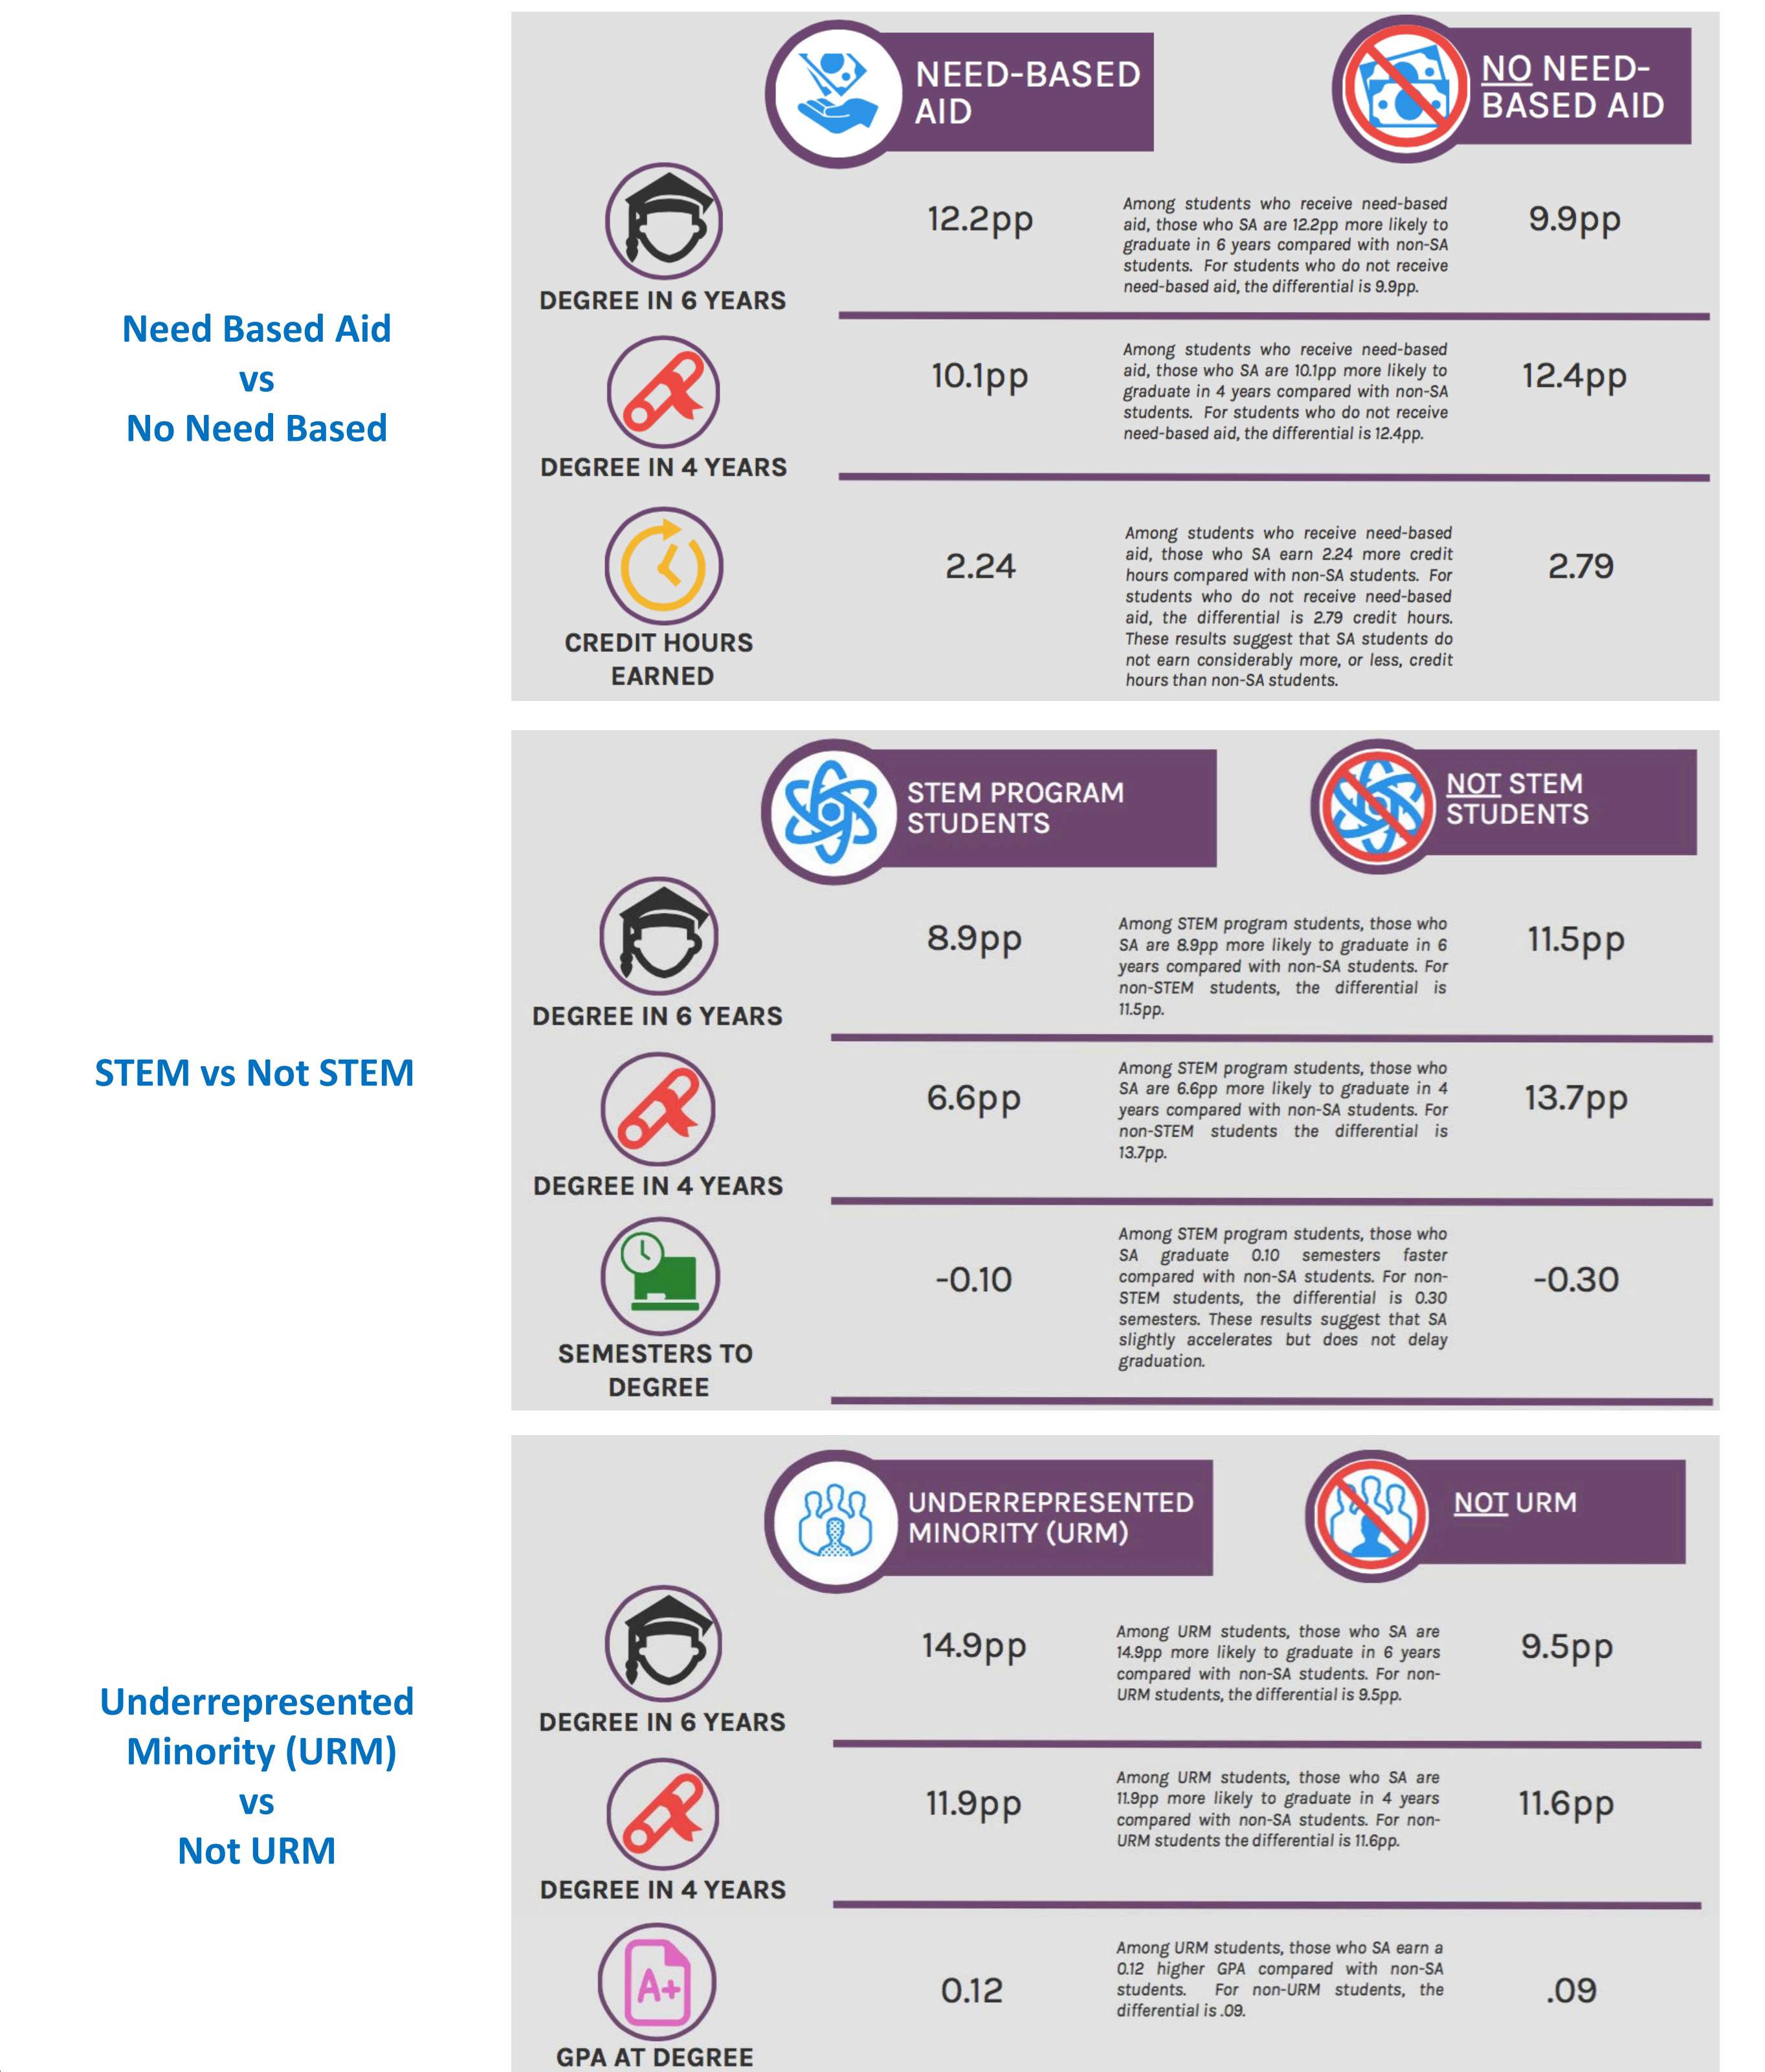 NEED-BASED
AID
NO NEED-
BASED AID
Need Based Aid
vs
No Need Based
DEGREE IN 6 YEARS
12.2pp
Among students who receive need-based
aid, those who SA are 12.2pp more likely to
graduate in 6 years compared with non-SA
students. For students who do not receive
need-based aid, the differential is 9.9pp.
9.9pp
DEGREE IN 4 YEARS
10.1pp
Among students who receive need-based
aid, those who SA are 10.1pp more likely to
graduate in 4 years compared with non-SA
students. For students who do not receive
need-based aid, the differential is 12.4pp.
12.4pp
CREDIT HOURS
EARNED
2.24
Among students who receive need-based
aid, those who SA earn 2.24 more credit
hours compared with non-SA students. For
students who do not receive need-based
aid, the differential is 2.79 credit hours.
These results suggest that SA students do
not earn considerably more, or less, credit
hours than non-SA students.
2.79
STEM PROGRAM
STUDENTS
NOT STEM
STUDENTS
STEM vs Not STEM
DEGREE IN 6 YEARS
8.9pp
Among STEM program students, those who
SA are 8.9pp more likely to graduate in 6
years compared with non-SA students. For
non-STEM students, the differential is
11.5pp.
11.5pp
DEGREE IN 4 YEARS
6.6pp
Among STEM program students, those who
SA are 6.6pp more likely to graduate in 4
years compared with non-SA students. For
non-STEM students the differential is
13.7pp.
13.7pp
SEMESTERS TO
DEGREE
-0.10
Among STEM program students, those who
SA graduate 0.10 semesters faster
compared with non-SA students. For non-
STEM students, the differential is 0.30
semesters. These results suggest that SA
slightly accelerates but does not delay
graduation.
-0.30
UNDERREPRESENTED
MINORITY (URM)
NOT URM
Underrepresented
Minority (URM)
vs
Not URM
DEGREE IN 6 YEARS
14.9pp
Among URM students, those who SA are
14.9pp more likely to graduate in 6 years
compared with non-SA students. For non-
URM students, the differential is 9.5pp.
9.5pp
DEGREE IN 4 YEARS
11.9pp
Among URM students, those who SA are
11.9pp more likely to graduate in 4 years
compared with non-SA students. For non-
URM students the differential is 11.6pp.
11.6pp
A+
GPA AT DEGREE
0.12
Among URM students, those who SA earn a
0.12 higher GPA compared with non-SA
students. For non-URM students, the
differential is .09.
.09